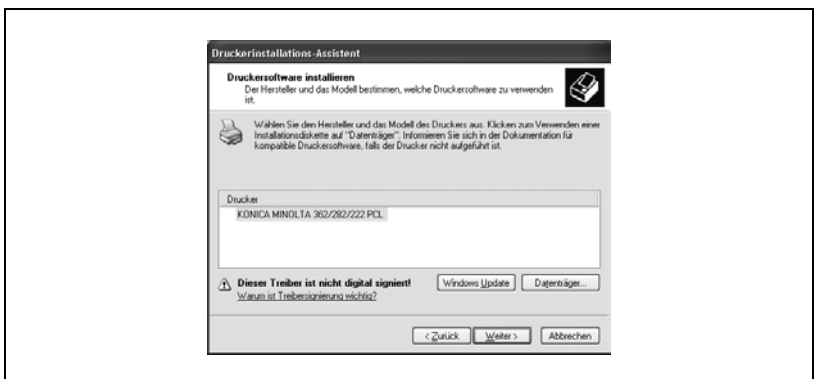 Druckerinstallations-Assistent
Druckersoftware installieren
Der Hersteller und das Modell bestimmen, welche Druckersoftware zu verwenden
ist.
Wählen Sie den Hersteller und das Modell des Druckers aus. Klicken zum Verwenden einer
Installationsdiskette auf "Datenträger". Informieren Sie sich in der Dokumentation für
kompatible Druckersoftware, falls der Drucker nicht aufgeführt ist.
Drucker
KONICA MINOLTA 362/282/222 PCL
Dieser Treiber ist nicht digital signiert!
Warum ist Treibersignierung wichtig?
Windows Update
Datenträger...
< Zurück
Weiter >
Abbrechen